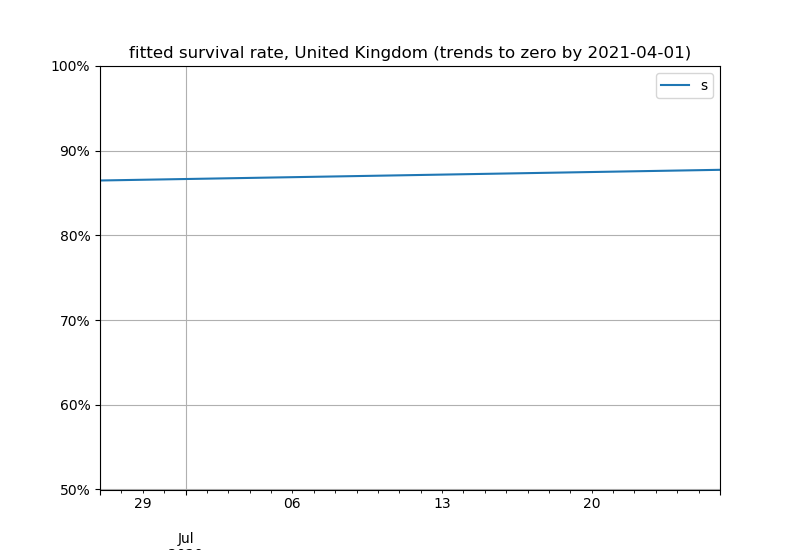 fitted survival rate, United Kingdom (trends to zero by 2021-04-01)
100%
s
90%
80%
70%
60%
50%
29 06 13 20
Jul
2020